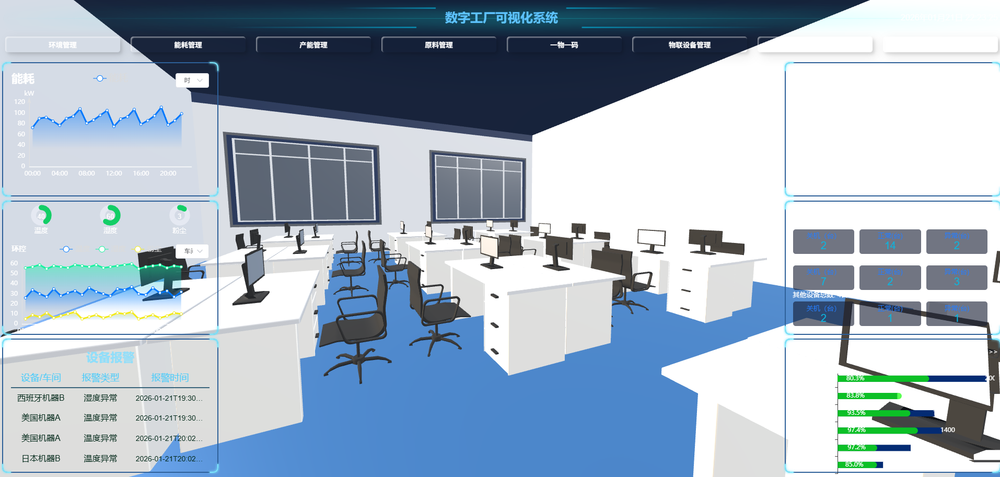 数字工厂可视化系统
环境管理
能耗管理
产能管理
原料管理
一物一码
物联设备管理
能耗
时
kW
120
100
80
60
40
20
0
00:00 04:00 08:00 12:00 16:00 20:00
40 60 3
温度 湿度 粉尘
环控
车间
60
50
40
30
20
10
0
设备报警
设备/车间 报警类型 报警时间
西班牙机器B 湿度异常 2026-01-21T19:30...
美国机器A 温度异常 2026-01-21T19:30...
美国机器A 温度异常 2026-01-21T20:02...
日本机器B 温度异常 2026-01-21T20:02...
关机（台） 正常(台) 异常(台)
2 14 2
关机（台） 正常(台) 异常(台)
7 2 3
其他设备总数:
关机（台） 正常(台) 异常(台)
2 1 1
>>
80.3%
83.8%
93.5%
97.4% 1400
97.2%
85.0%